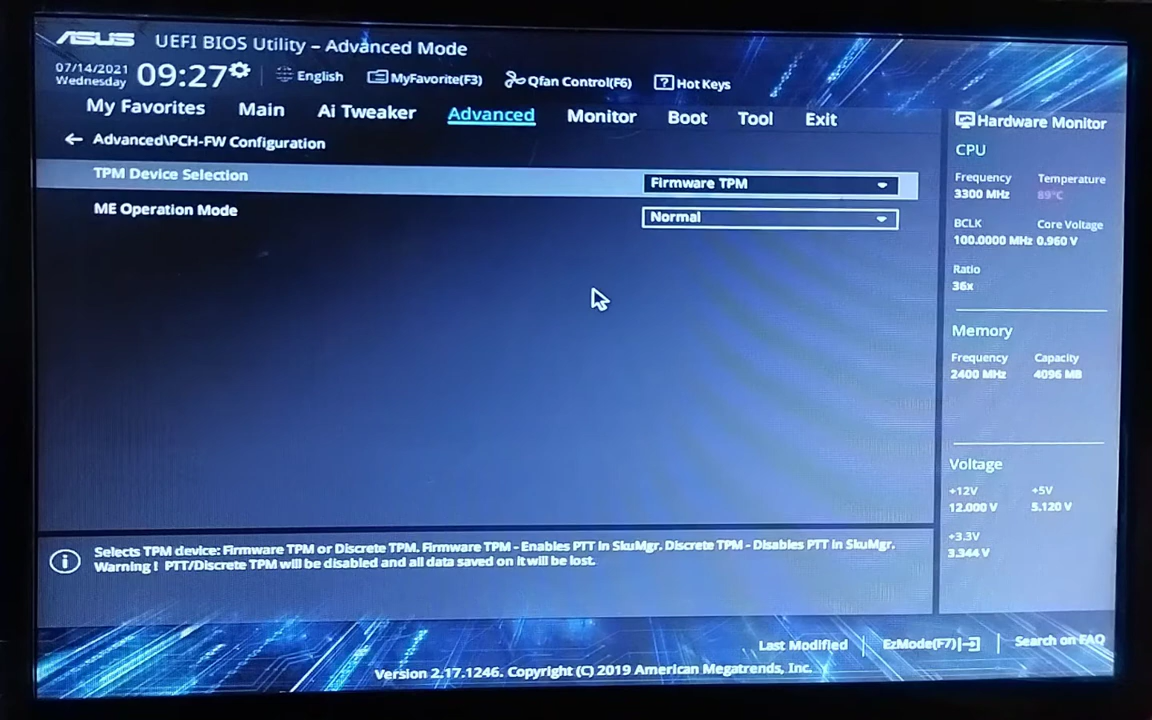 ASUS UEFI BIOS Utility – Advanced Mode
07/14/2021
Wednesday
09:27
English
MyFavorite(F3)
Qfan Control(F6)
? Hot Keys
My Favorites
Main
Ai Tweaker
Advanced
Monitor
Boot
Tool
Exit
Advanced\PCH-FW Configuration
TPM Device Selection
Firmware TPM
ME Operation Mode
Normal
Selects TPM device: Firmware TPM or Discrete TPM. Firmware TPM - Enables PTT in SkuMgr. Discrete TPM - Disables PTT in SkuMgr.
Warning ! PTT/Discrete TPM will be disabled and all data saved on it will be lost.
Hardware Monitor
CPU
Frequency Temperature
3300 MHz 89°C
BCLK Core Voltage
100.0000 MHz 0.960 V
Ratio
36x
Memory
Frequency Capacity
2400 MHz 4096 MB
Voltage
+12V +5V
12.000 V 5.120 V
+3.3V
3.344 V
Last Modified
EzMode(F7)
Search on FAQ
Version 2.17.1246. Copyright (C) 2019 American Megatrends, Inc.